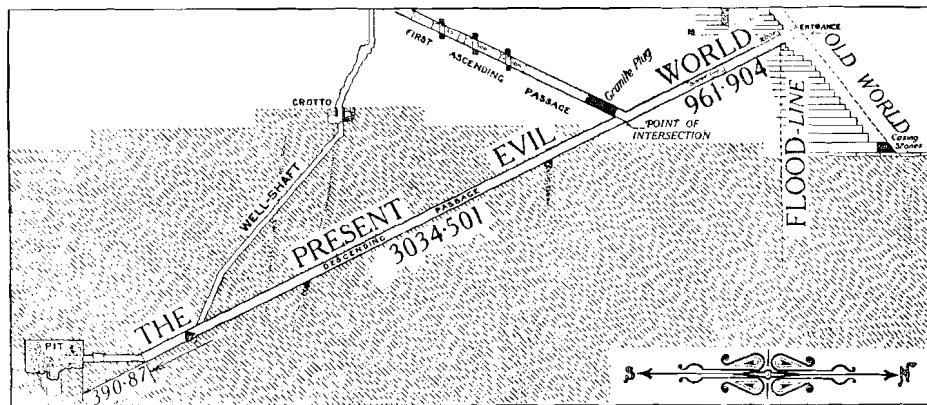 ENTRANCE
OLD WORLD
FIRST ASCENDING PASSAGE
Granite Plug
POINT OF
INTERSECTION
THE PRESENT EVIL WORLD
961·904
Casing
Stones
FLOOD-LINE
GROTTO
WELL-SHAFT
DESCENDING PASSAGE
3034·501
PIT
390·87
S
N